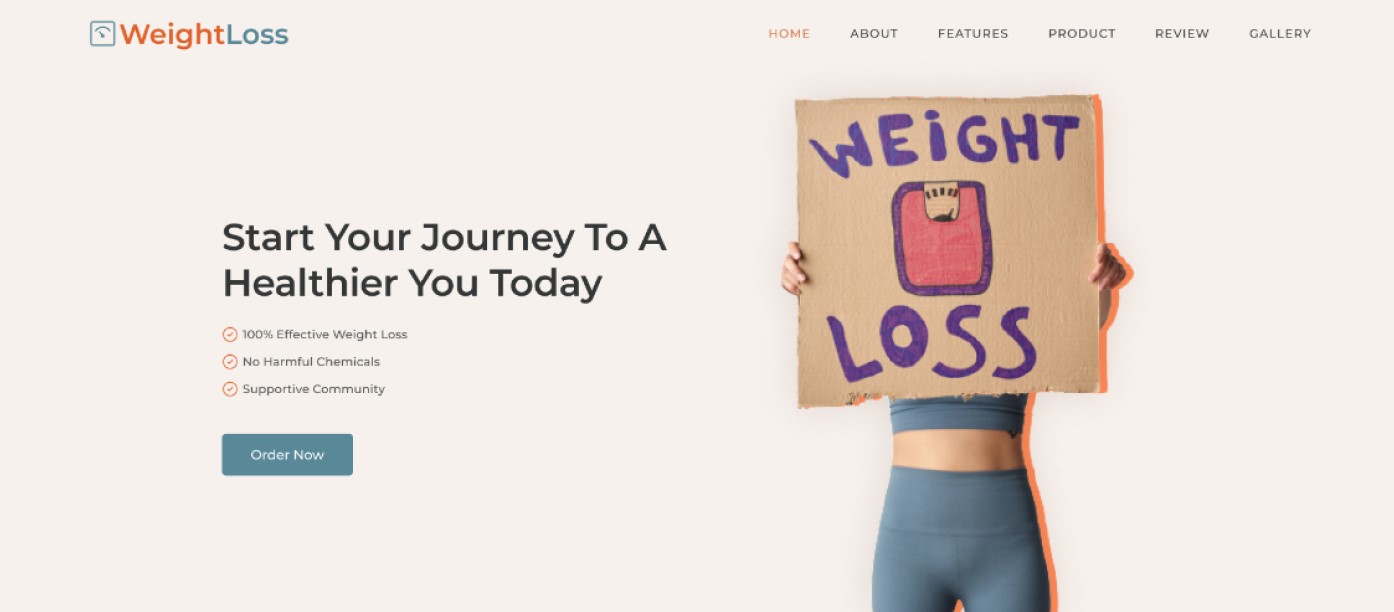 WeightLoss
HOME ABOUT FEATURES PRODUCT REVIEW GALLERY
WEiGHT
LOSS
Start Your Journey To A
Healthier You Today
100% Effective Weight Loss
No Harmful Chemicals
Supportive Community
Order Now